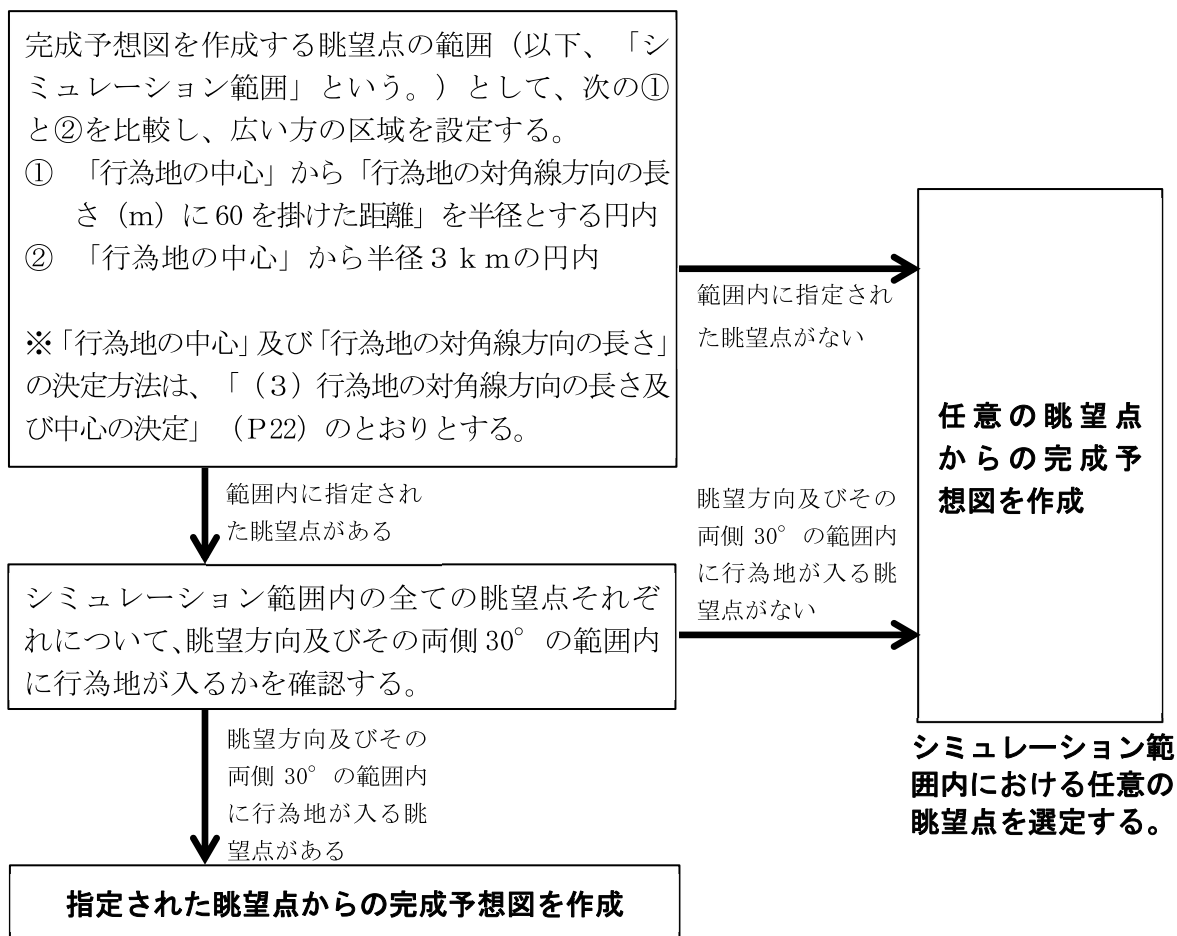 完成予想図を作成する眺望点の範囲(以下、「シ
ミュレーション範囲」という。)として、次の①
と②を比較し、広い方の区域を設定する。
① 「行為地の中心」から「行為地の対角線方向の長
さ(m)に60を掛けた距離」を半径とする円内
② 「行為地の中心」から半径3kmの円内
※「行為地の中心」及び「行為地の対角線方向の長さ」
の決定方法は、「(3)行為地の対角線方向の長さ及
び中心の決定」(P22)のとおりとする。
範囲内に指定され
た眺望点がない
範囲内に指定され
た眺望点がある
シミュレーション範囲内の全ての眺望点それぞ
れについて、眺望方向及びその両側30°の範囲内
に行為地が入るかを確認する。
眺望方向及びその
両側30°の範囲内
に行為地が入る眺
望点がない
任意の眺望点
からの完成予
想図を作成
シミュレーション範
囲内における任意の
眺望点を選定する。
眺望方向及びその
両側30°の範囲内
に行為地が入る眺
望点がある
指定された眺望点からの完成予想図を作成